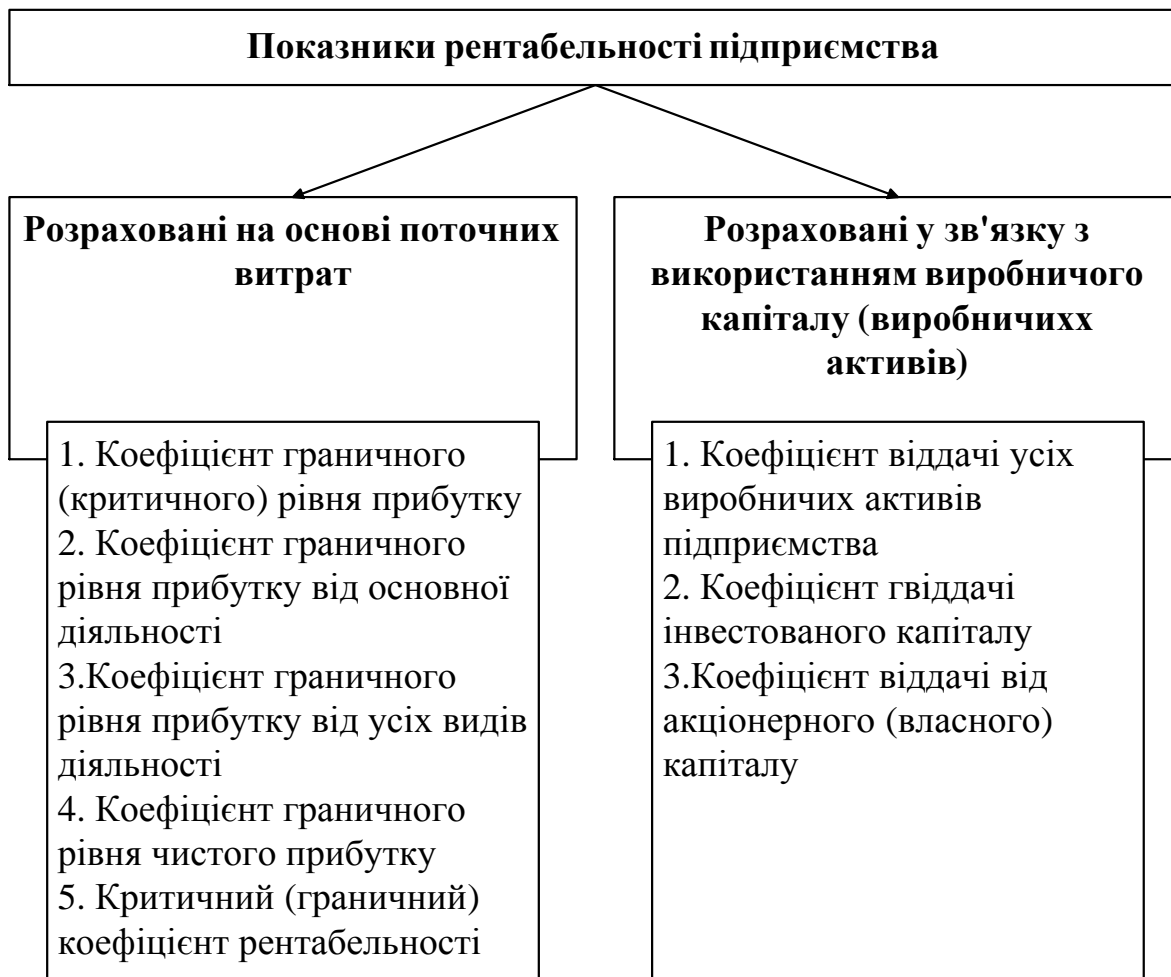 Показники рентабельності підприємства
Розраховані на основі поточних
витрат
Розраховані у зв'язку з
використанням виробничого
капіталу (виробничихх
активів)
1. Коефіцієнт граничного
(критичного) рівня прибутку
2. Коефіцієнт граничного
рівня прибутку від основної
діяльності
3.Коефіцієнт граничного
рівня прибутку від усіх видів
діяльності
4. Коефіцієнт граничного
рівня чистого прибутку
5. Критичний (граничний)
коефіцієнт рентабельності
1. Коефіцієнт віддачі усіх
виробничих активів
підприємства
2. Коефіцієнт гвіддачі
інвестованого капіталу
3.Коефіцієнт віддачі від
акціонерного (власного)
капіталу